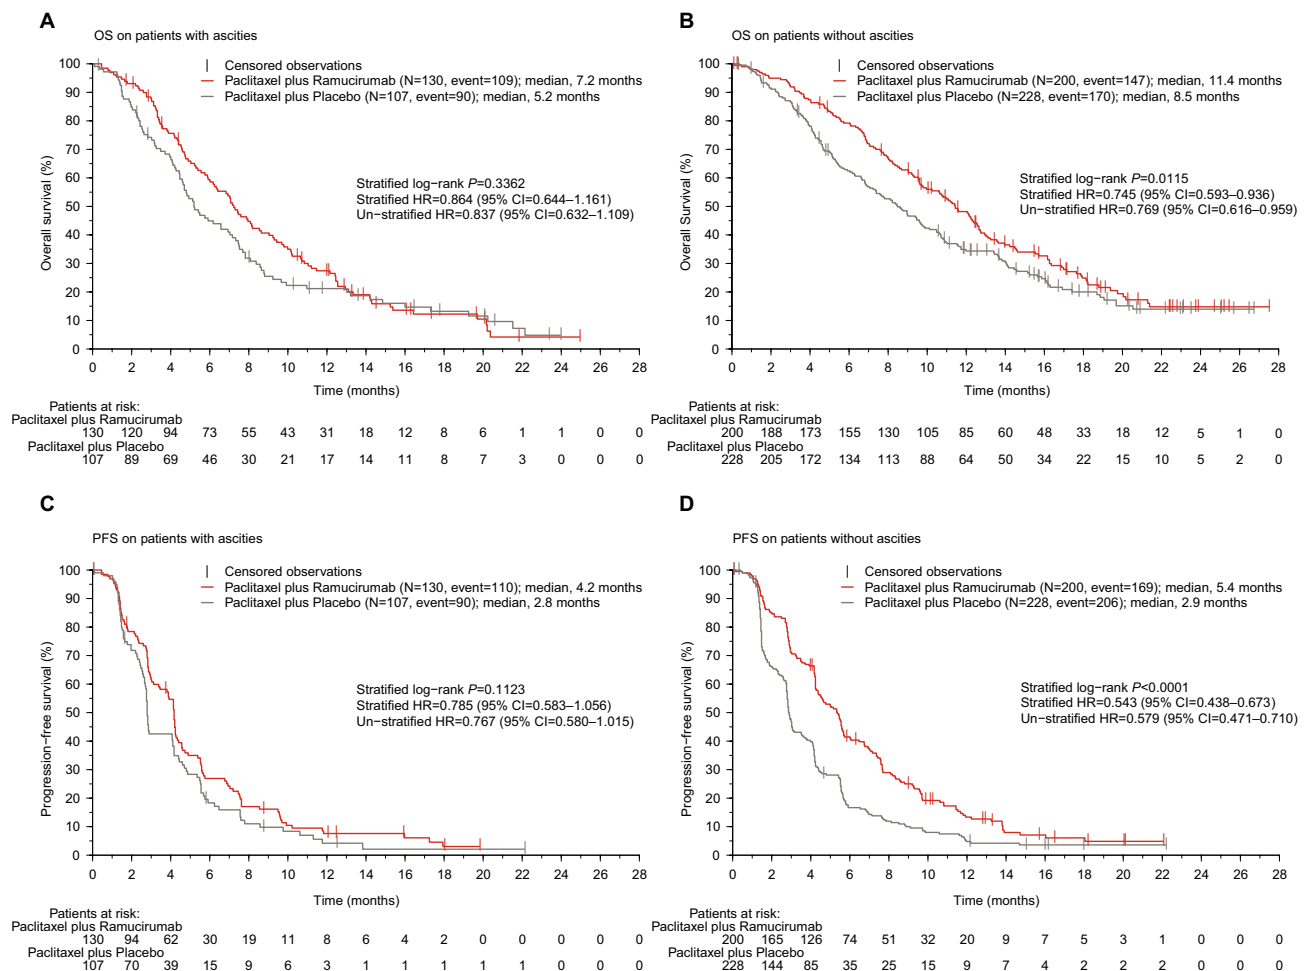 A
OS on patients with ascities
Censored observations
Paclitaxel plus Ramucirumab (N=130, event=109); median, 7.2 months
Paclitaxel plus Placebo (N=107, event=90); median, 5.2 months
Stratified log−rank P=0.3362
Stratified HR=0.864 (95% CI=0.644–1.161)
Un−stratified HR=0.837 (95% CI=0.632–1.109)
Overall Survival (%)
100
90
80
70
60
50
40
30
20
10
0
0 2 4 6 8 10 12 14 16 18 20 22 24 26 28
Time (months)
Patients at risk:
Paclitaxel plus Ramucirumab
130 120 94 73 55 43 31 18 12 8 6 1 1 0 0
Paclitaxel plus Placebo
107 89 69 46 30 21 17 14 11 8 7 3 0 0 0
B
OS on patients without ascities
Censored observations
Paclitaxel plus Ramucirumab (N=200, event=147); median, 11.4 months
Paclitaxel plus Placebo (N=228, event=170); median, 8.5 months
Stratified log−rank P=0.0115
Stratified HR=0.745 (95% CI=0.593–0.936)
Un−stratified HR=0.769 (95% CI=0.616–0.959)
Overall Survival (%)
100
90
80
70
60
50
40
30
20
10
0
0 2 4 6 8 10 12 14 16 18 20 22 24 26 28
Time (months)
Patients at risk:
Paclitaxel plus Ramucirumab
200 188 173 155 130 105 85 60 48 33 18 12 5 1 0
Paclitaxel plus Placebo
228 205 172 134 113 88 64 50 34 22 15 10 5 2 0
C
PFS on patients with ascities
Censored observations
Paclitaxel plus Ramucirumab (N=130, event=110); median, 4.2 months
Paclitaxel plus Placebo (N=107, event=90); median, 2.8 months
Stratified log−rank P=0.1123
Stratified HR=0.785 (95% CI=0.583–1.056)
Un−stratified HR=0.767 (95% CI=0.580–1.015)
Progression−free survival (%)
100
90
80
70
60
50
40
30
20
10
0
0 2 4 6 8 10 12 14 16 18 20 22 24 26 28
Time (months)
Patients at risk:
Paclitaxel plus Ramucirumab
130 94 62 30 19 11 8 6 4 2 0 0 0 0 0
Paclitaxel plus Placebo
107 70 39 15 9 6 3 1 1 1 1 1 0 0 0
D
PFS on patients without ascities
Censored observations
Paclitaxel plus Ramucirumab (N=200, event=169); median, 5.4 months
Paclitaxel plus Placebo (N=228, event=206); median, 2.9 months
Stratified log−rank P<0.0001
Stratified HR=0.543 (95% CI=0.438–0.673)
Un−stratified HR=0.579 (95% CI=0.471–0.710)
Progression−free survival (%)
100
90
80
70
60
50
40
30
20
10
0
0 2 4 6 8 10 12 14 16 18 20 22 24 26 28
Time (months)
Patients at risk:
Paclitaxel plus Ramucirumab
200 165 126 74 51 32 20 9 7 5 3 1 0 0 0
Paclitaxel plus Placebo
228 144 85 35 25 15 9 7 4 2 2 2 0 0 0